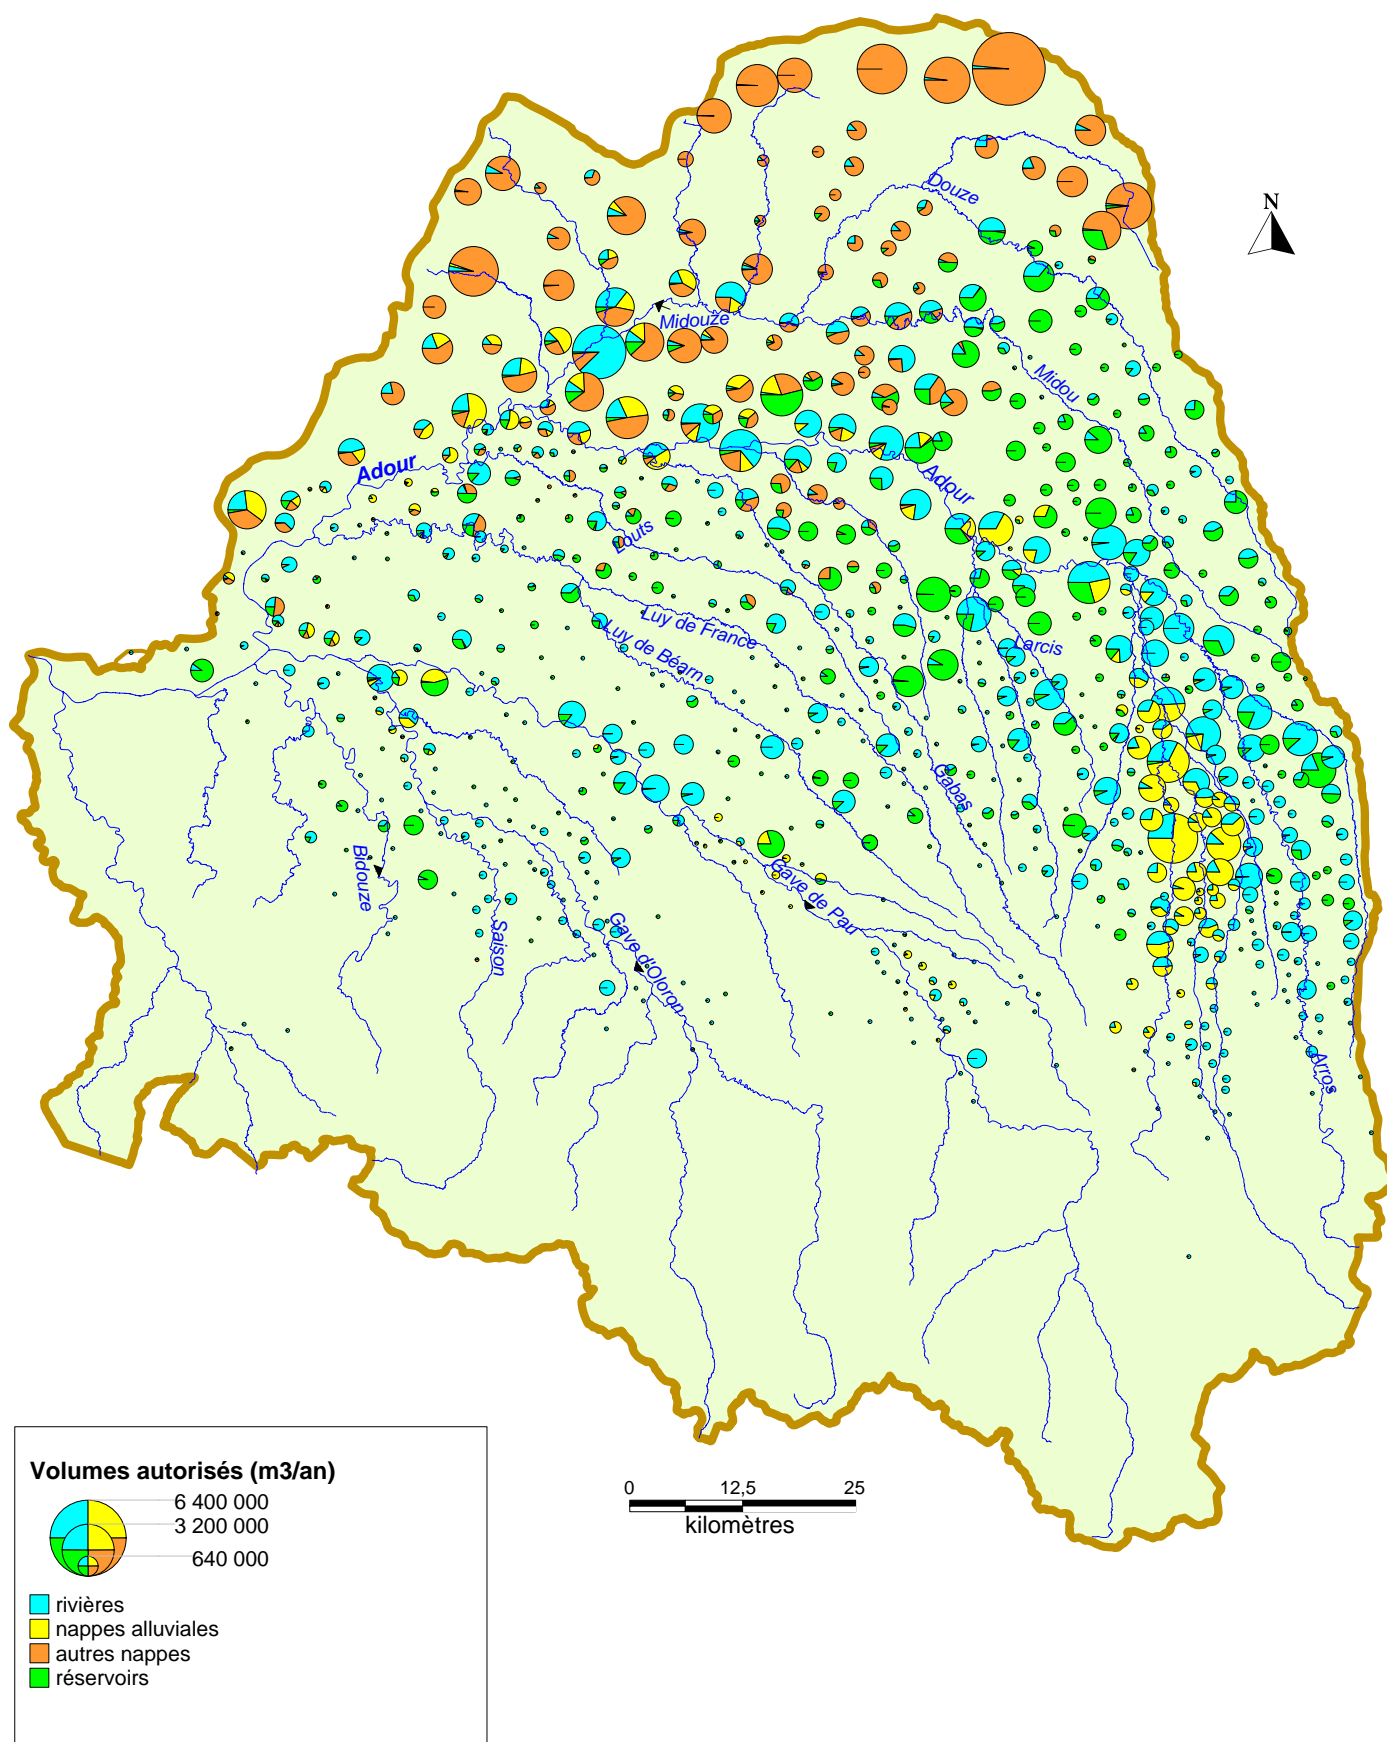 N
Douze
Midouze
Midou
Adour
Adour
Louts
Luy de France
Luy de Béarn
Larcis
Gabas
Bidouze
Saison
Gave d'Oloron
Gave de Pau
Arros
Volumes autorisés (m3/an)
6 400 000
3 200 000
640 000
rivières
nappes alluviales
autres nappes
réservoirs
0 12,5 25
kilomètres